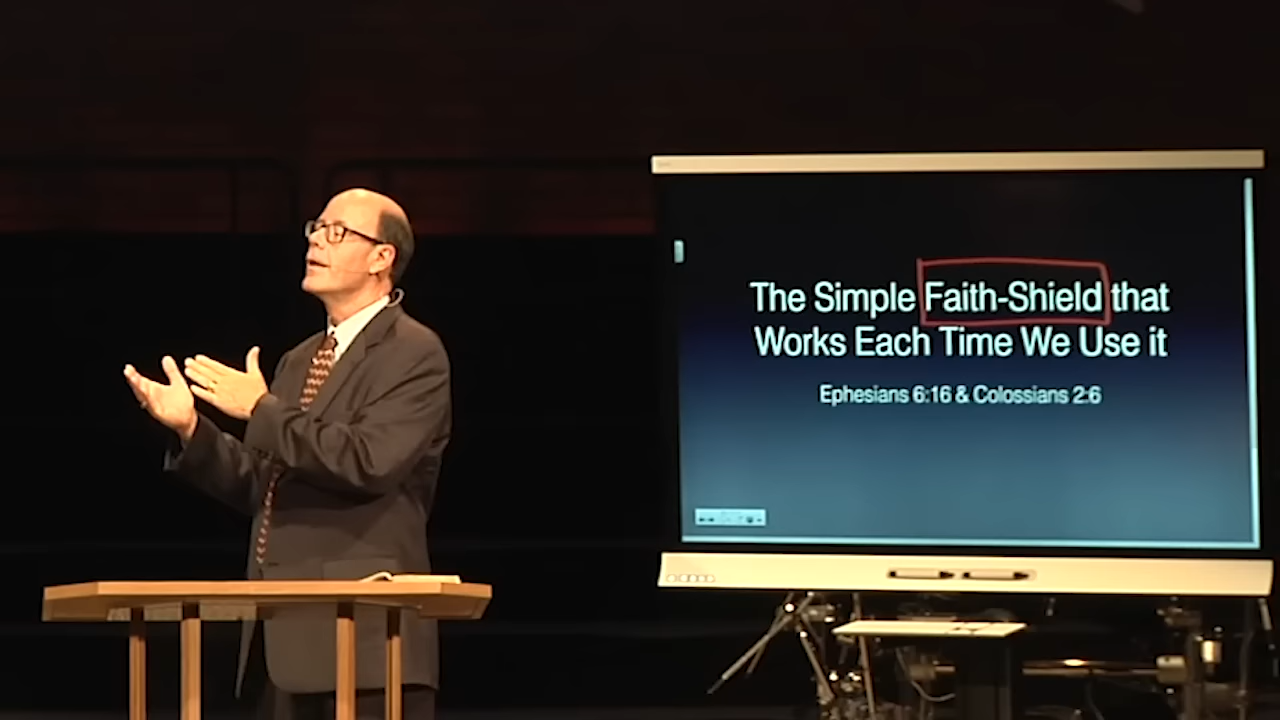 The Simple Faith-Shield that
Works Each Time We Use it
Ephesians 6:16 & Colossians 2:6